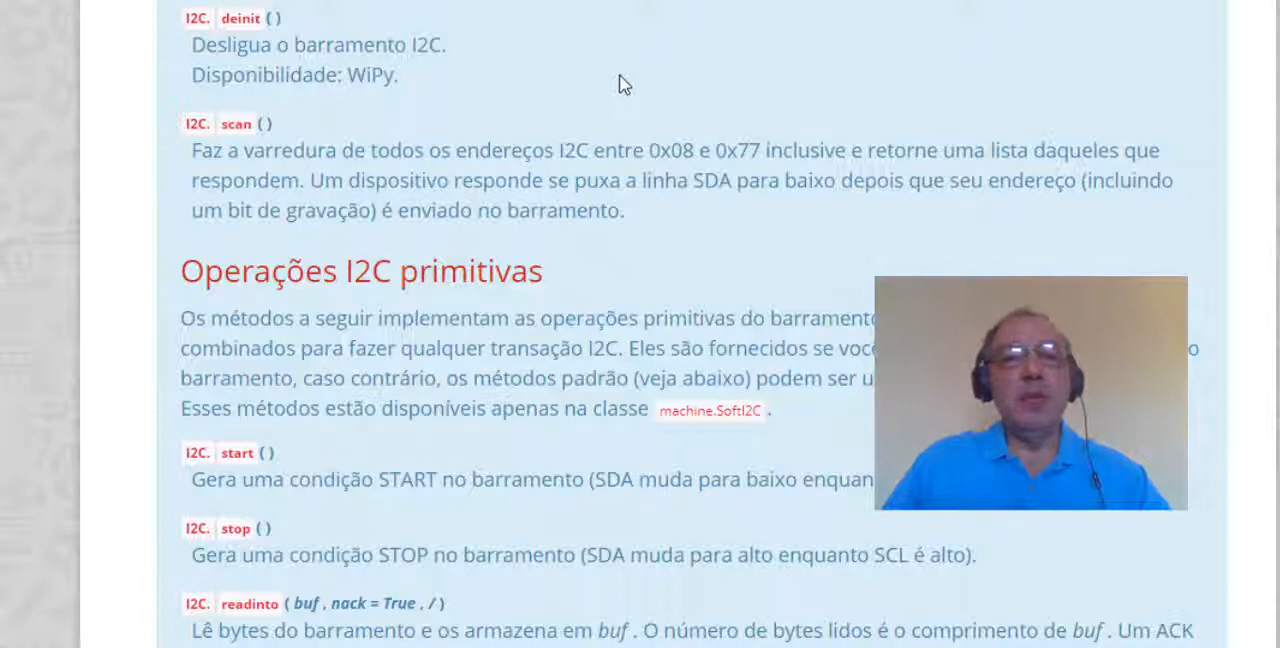 I2C. deinit ( )
Desligua o barramento I2C.
Disponibilidade: WiPy.
I2C. scan ( )
Faz a varredura de todos os endereços I2C entre 0x08 e 0x77 inclusive e retorne uma lista daqueles que
respondem. Um dispositivo responde se puxa a linha SDA para baixo depois que seu endereço (incluindo
um bit de gravação) é enviado no barramento.
Operações I2C primitivas
Os métodos a seguir implementam as operações primitivas do barramento
combinados para fazer qualquer transação I2C. Eles são fornecidos se você o
barramento, caso contrário, os métodos padrão (veja abaixo) podem ser
Esses métodos estão disponíveis apenas na classe machine.SoftI2C .
I2C. start ( )
Gera uma condição START no barramento (SDA muda para baixo enquan
I2C. stop ( )
Gera uma condição STOP no barramento (SDA muda para alto enquanto SCL é alto).
I2C. readinto ( buf , nack = True , / )
Lê bytes do barramento e os armazena em buf . O número de bytes lidos é o comprimento de buf . Um ACK